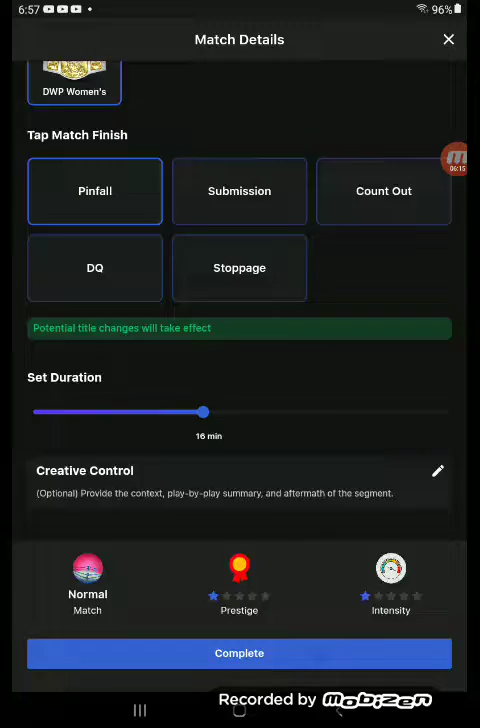 6:57
96%
Match Details
DWP Women's
Tap Match Finish
06:15
Pinfall
Submission
Count Out
DQ
Stoppage
Potential title changes will take effect
Set Duration
16 min
Creative Control
(Optional) Provide the context, play-by-play summary, and aftermath of the segment.
Normal
Match
Prestige
Intensity
Complete
Recorded by Mobizen